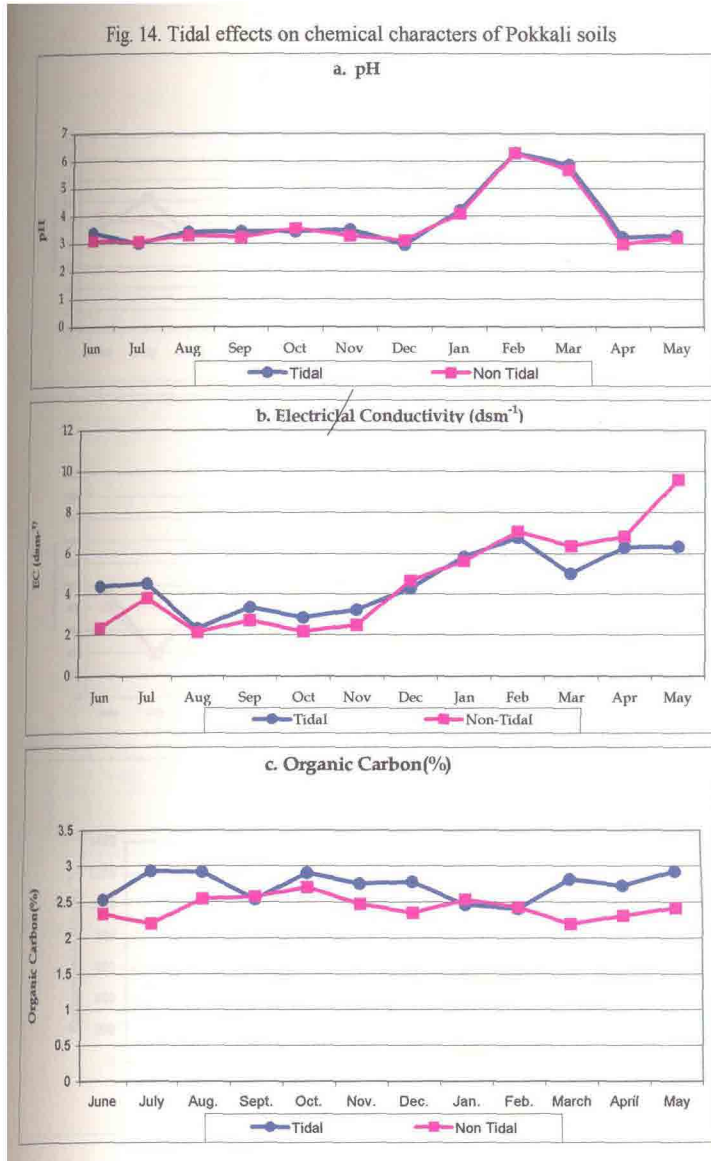 Fig. 14. Tidal effects on chemical characters of Pokkali soils
a. pH
7
6
5
4
3
2
1
0
pH
Jun Jul Aug Sep Oct Nov Dec Jan Feb Mar Apr May
Tidal Non Tidal
b. Electriclal Conductivity (dsm⁻¹)
12
10
8
6
4
2
0
EC (dsm-¹)
Jun Jul Aug Sep Oct Nov Dec Jan Feb Mar Apr May
Tidal Non-Tidal
c. Organic Carbon(%)
3.5
3
2.5
2
1.5
1
0.5
0
Organic Carbon(%)
June July Aug. Sept. Oct. Nov. Dec. Jan. Feb. March April May
Tidal Non Tidal